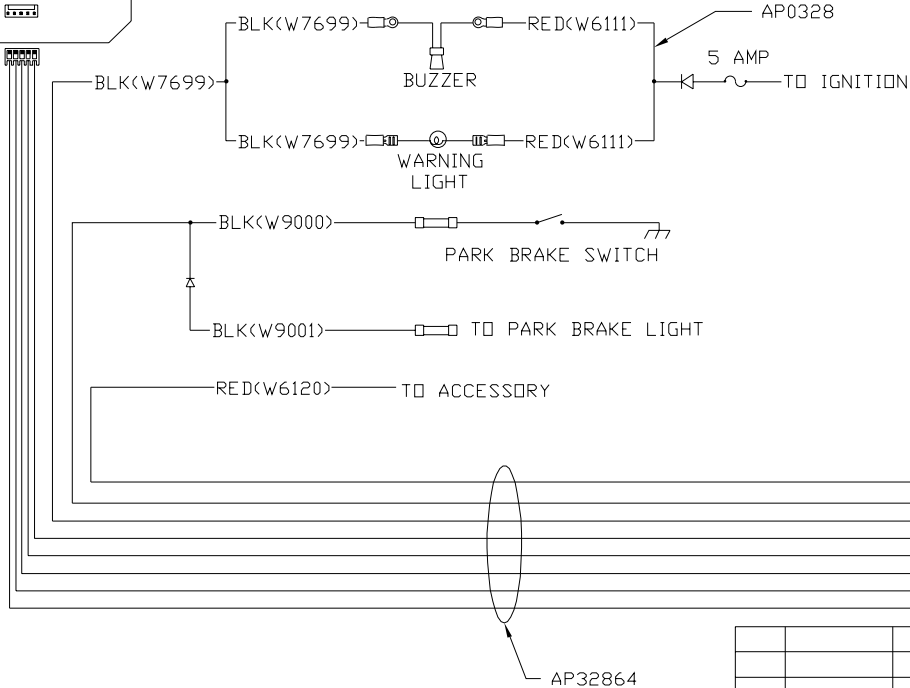 BLK(W7699)
RED(W6111)
AP0328
BUZZER
5 AMP
BLK(W7699)
TO IGNITION
BLK(W7699)
RED(W6111)
WARNING
LIGHT
BLK(W9000)
PARK BRAKE SWITCH
BLK(W9001)
TO PARK BRAKE LIGHT
RED(W6120)
TO ACCESSORY
AP32864